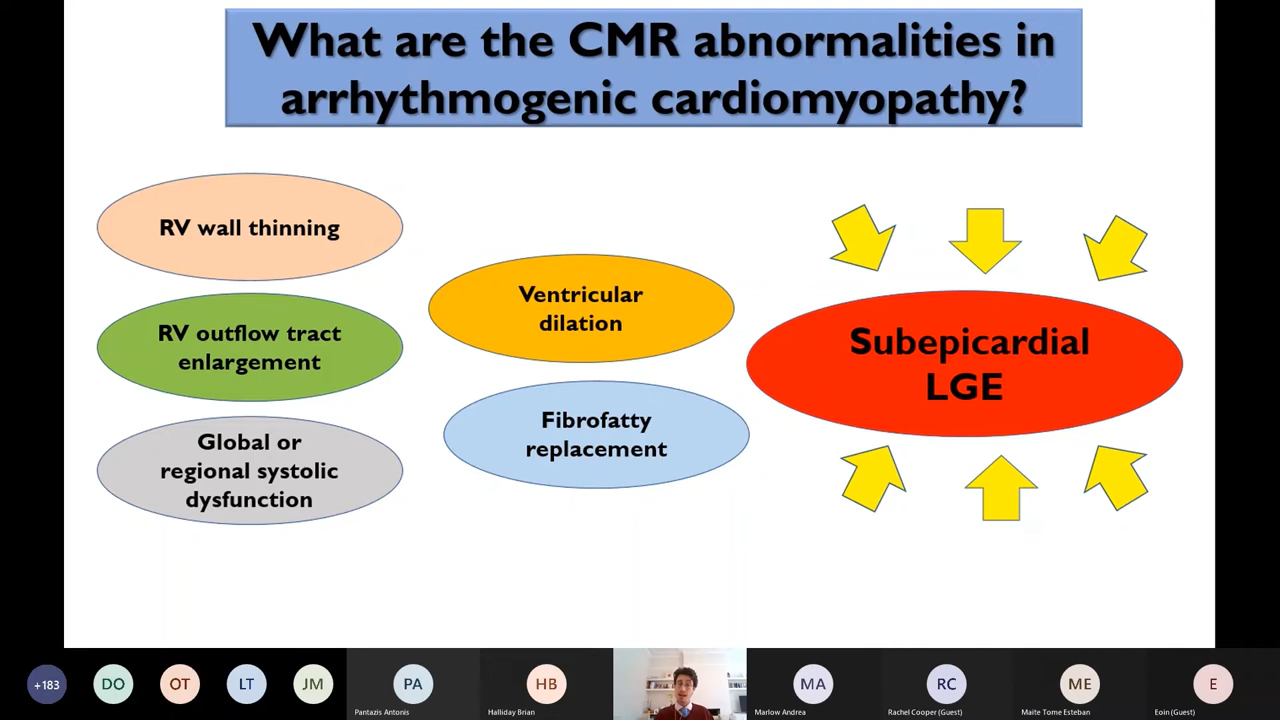 What are the CMR abnormalities in
arrhythmogenic cardiomyopathy?
RV wall thinning
RV outflow tract
enlargement
Global or
regional systolic
dysfunction
Ventricular
dilation
Fibrofatty
replacement
Subepicardial
LGE
+183
DO
OT
LT
JM
PA
Pantazis Antonis
HB
Halliday Brian
MA
Marlow Andrea
RC
Rachel Cooper (Guest)
ME
Maite Tome Esteban
E
Eoin (Guest)